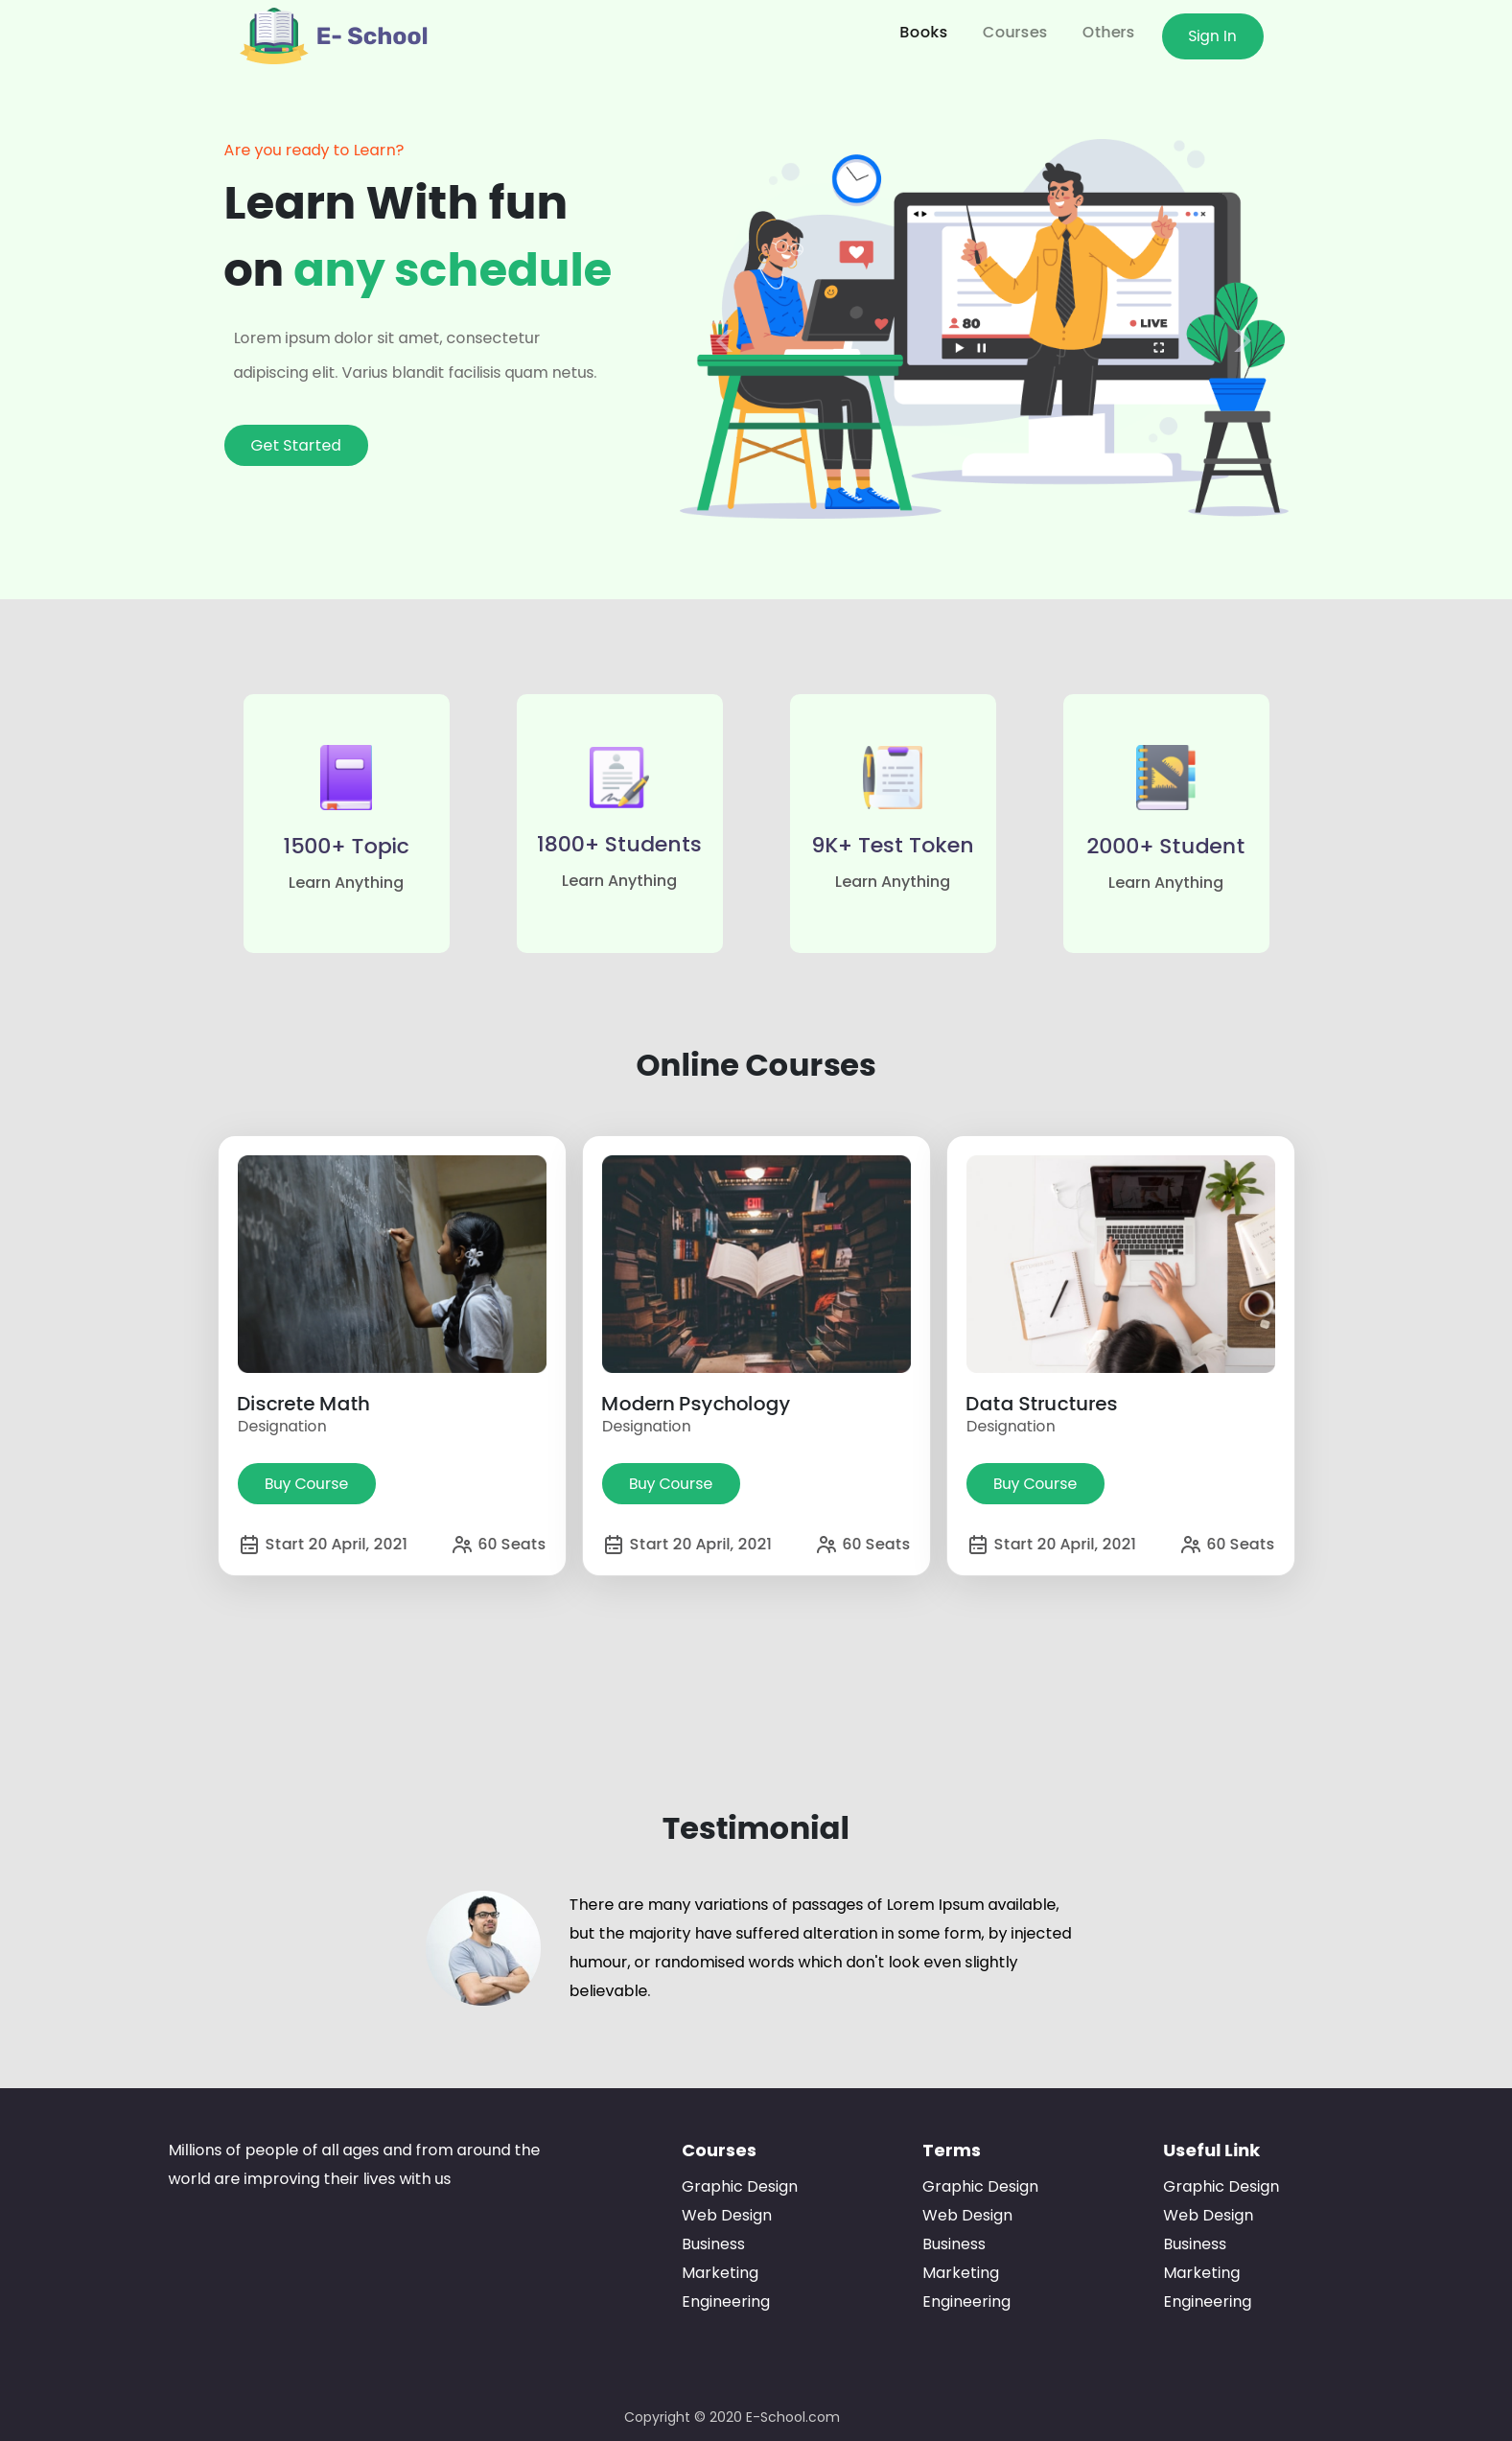 E- School
Books
Courses
Others
Sign In
Are you ready to Learn?
Learn With fun
on any schedule
Lorem ipsum dolor sit amet, consectetur
adipiscing elit. Varius blandit facilisis quam netus.
Get Started
80
LIVE
1500+ Topic
Learn Anything
1800+ Students
Learn Anything
9K+ Test Token
Learn Anything
2000+ Student
Learn Anything
Online Courses
EXIT
Discrete Math
Designation
Buy Course
Start 20 April, 2021
60 Seats
Modern Psychology
Designation
Buy Course
Start 20 April, 2021
60 Seats
Data Structures
Designation
Buy Course
Start 20 April, 2021
60 Seats
Testimonial
There are many variations of passages of Lorem Ipsum available,
but the majority have suffered alteration in some form, by injected
humour, or randomised words which don't look even slightly
believable.
Millions of people of all ages and from around the
world are improving their lives with us
Courses
Graphic Design
Web Design
Business
Marketing
Engineering
Terms
Graphic Design
Web Design
Business
Marketing
Engineering
Useful Link
Graphic Design
Web Design
Business
Marketing
Engineering
Copyright © 2020 E-School.com